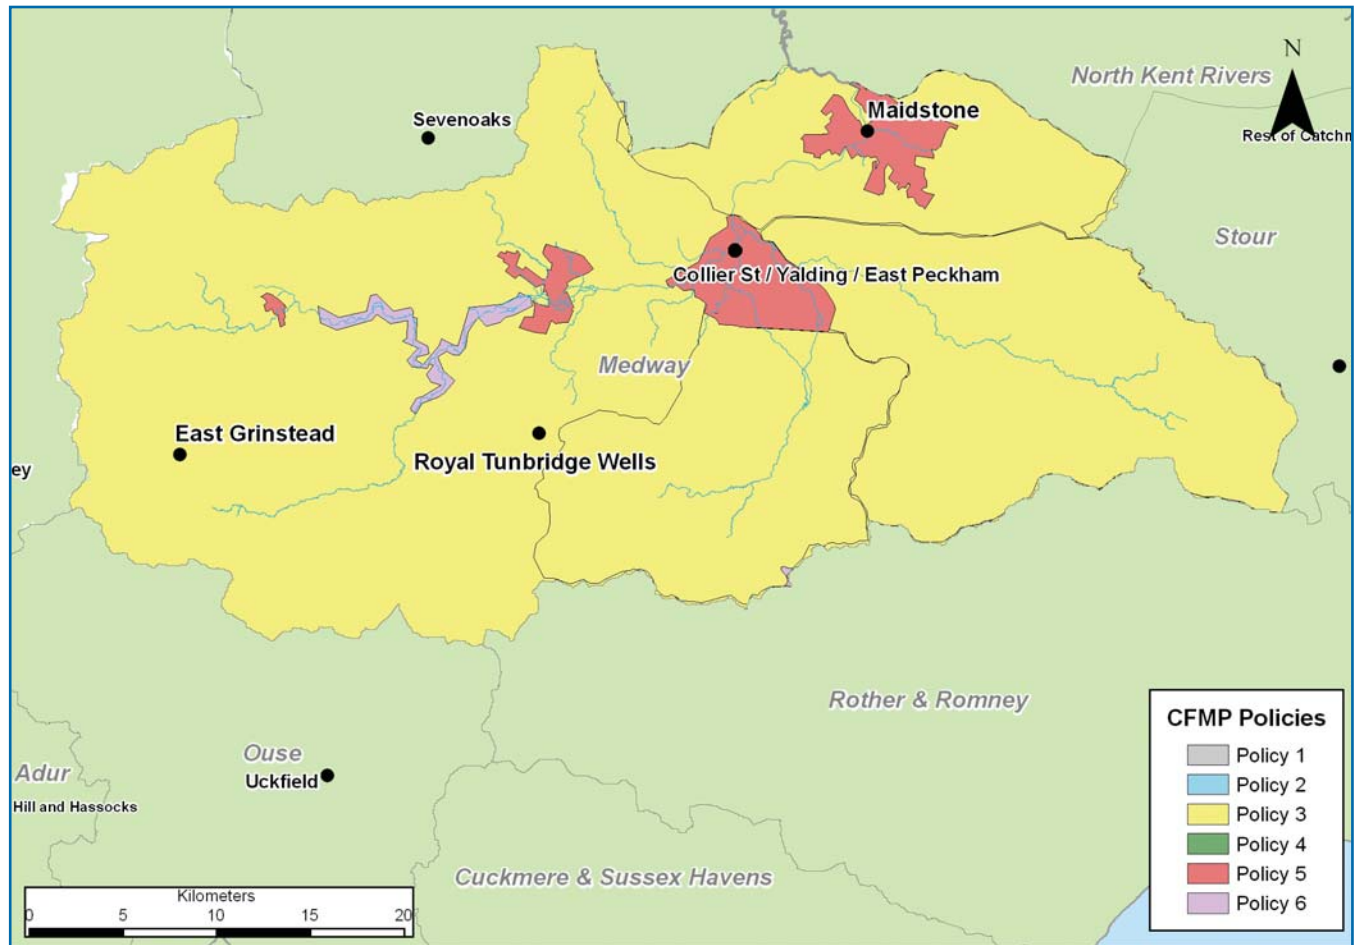 N
North Kent Rivers
Maidstone
Rest of Catchm
Sevenoaks
Stour
Collier St / Yalding / East Peckham
Medway
East Grinstead
Royal Tunbridge Wells
ey
Rother & Romney
Ouse
Uckfield
Adur
Hill and Hassocks
Cuckmere & Sussex Havens
CFMP Policies
Policy 1
Policy 2
Policy 3
Policy 4
Policy 5
Policy 6
Kilometers
0 5 10 15 20